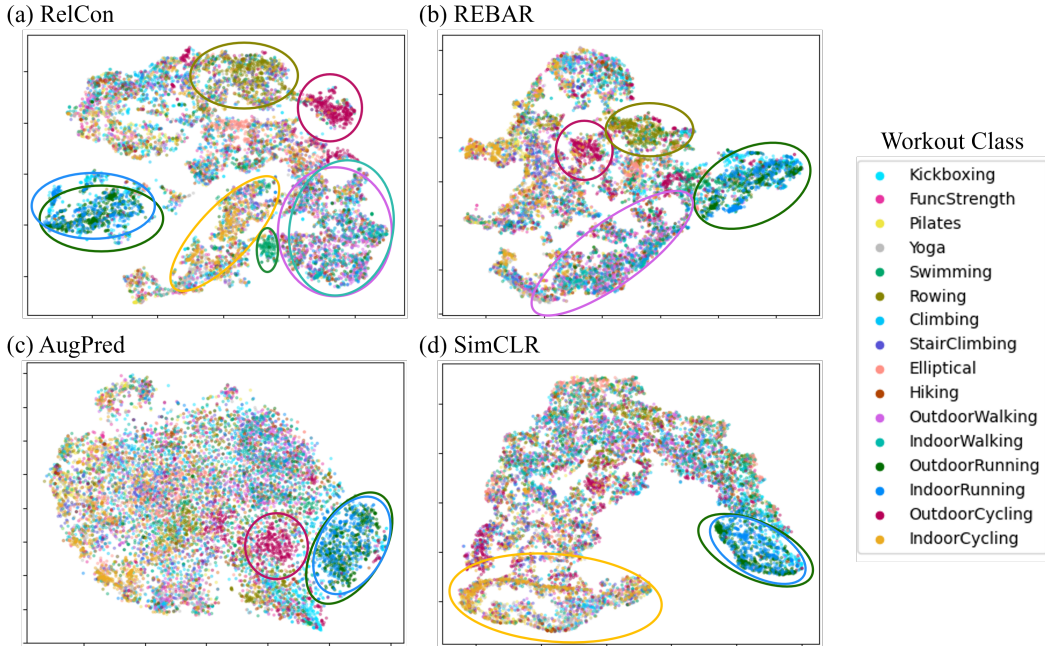 (a) RelCon
(b) REBAR
(c) AugPred
(d) SimCLR
Workout Class
Kickboxing
FuncStrength
Pilates
Yoga
Swimming
Rowing
Climbing
StairClimbing
Elliptical
Hiking
OutdoorWalking
IndoorWalking
OutdoorRunning
IndoorRunning
OutdoorCycling
IndoorCycling